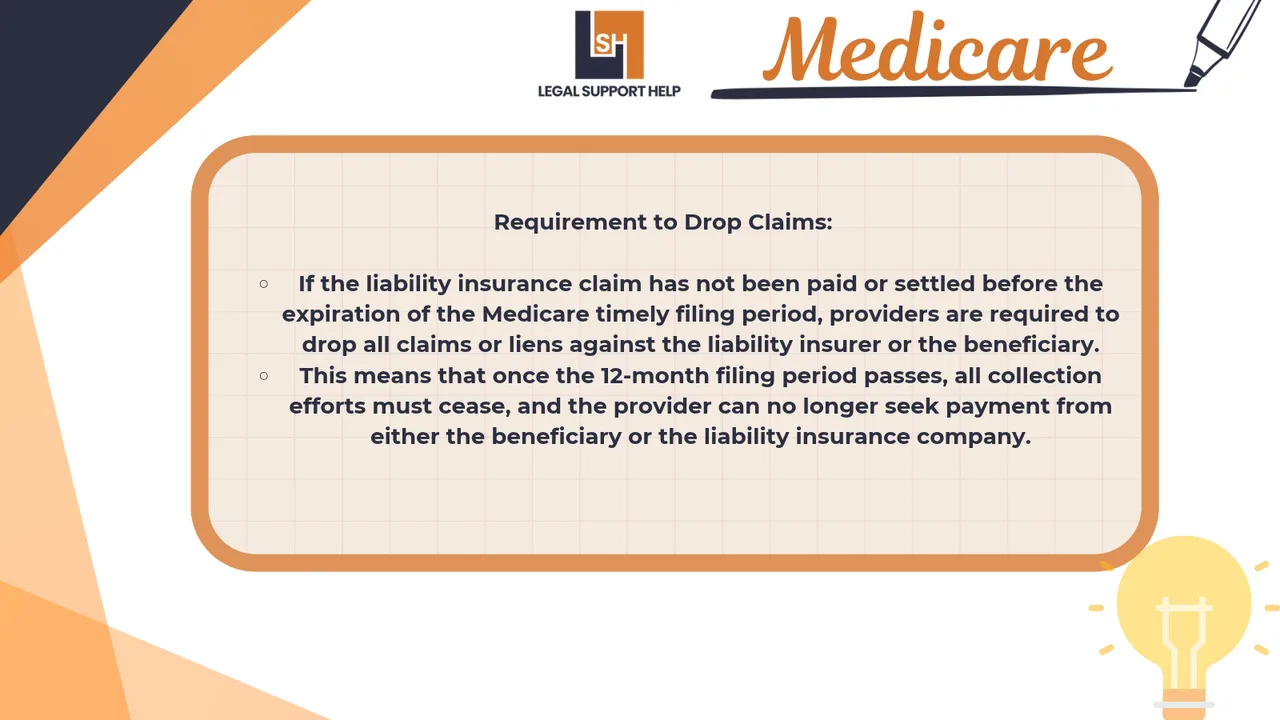 SH
LEGAL SUPPORT HELP
Medicare
Requirement to Drop Claims:
If the liability insurance claim has not been paid or settled before the
expiration of the Medicare timely filing period, providers are required to
drop all claims or liens against the liability insurer or the beneficiary.
This means that once the 12-month filing period passes, all collection
efforts must cease, and the provider can no longer seek payment from
either the beneficiary or the liability insurance company.